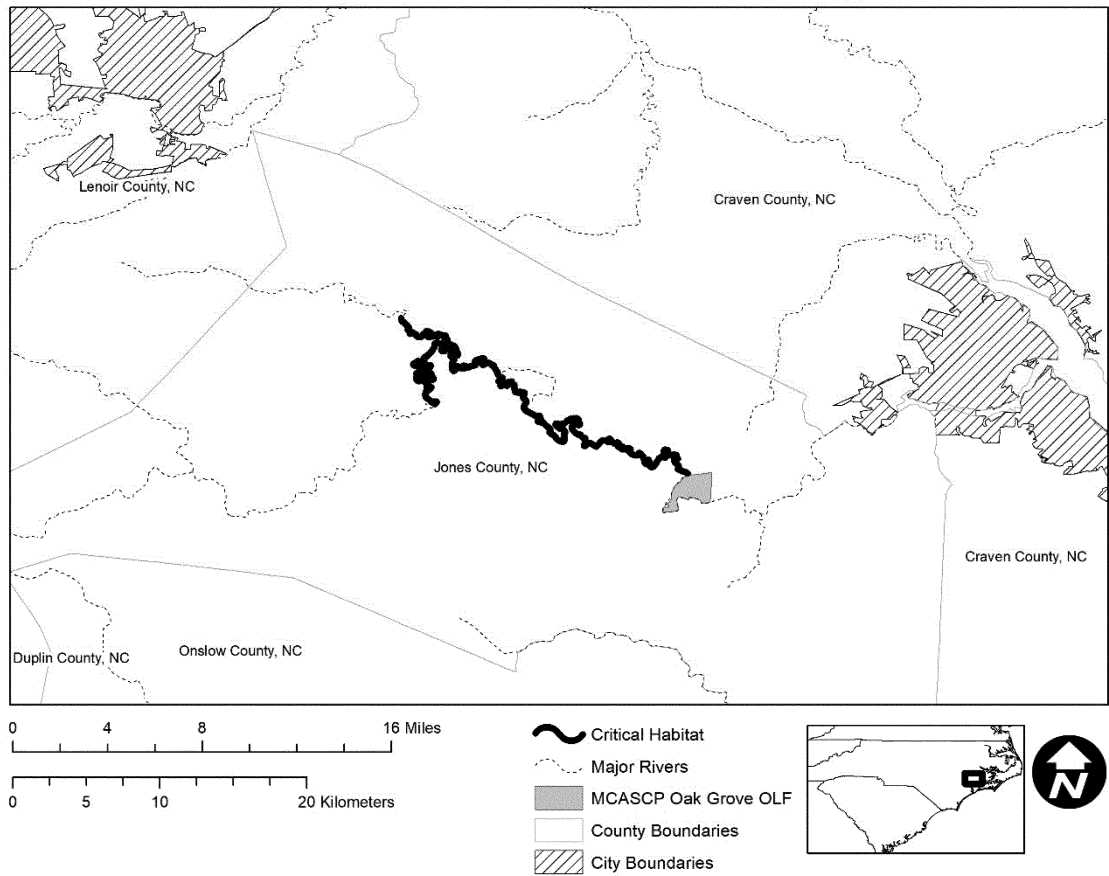 Lenoir County, NC
Craven County, NC
Jones County, NC
Craven County, NC
Duplin County, NC
Onslow County, NC
0 4 8 16 Miles
0 5 10 20 Kilometers
Critical Habitat
Major Rivers
MCASCP Oak Grove OLF
County Boundaries
City Boundaries
N